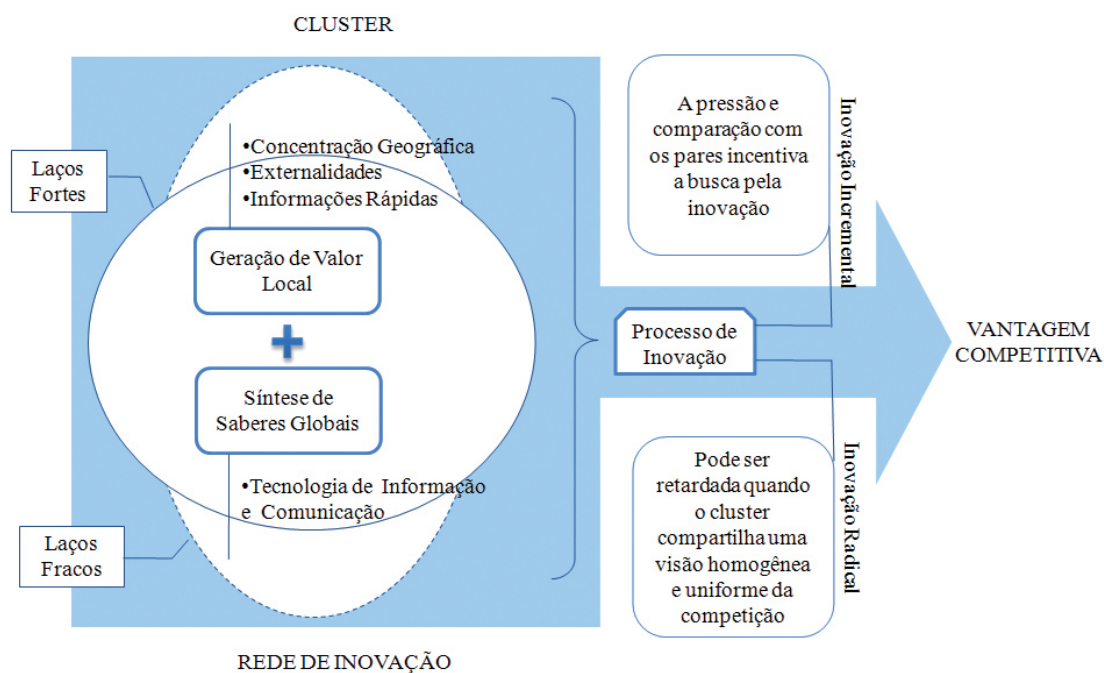 CLUSTER
Laços
Fortes
•Concentração Geográfica
•Externalidades
•Informações Rápidas
Geração de Valor
Local
Síntese de
Saberes Globais
•Tecnologia de Informação
e Comunicação
Laços
Fracos
REDE DE INOVAÇÃO
Processo de
Inovação
A pressão e
comparação com
os pares incentiva
a busca pela
inovação
Inovação Incremental
Pode ser
retardada quando
o cluster
compartilha uma
visão homogênea
e uniforme da
competição
Inovação Radical
VANTAGEM
COMPETITIVA